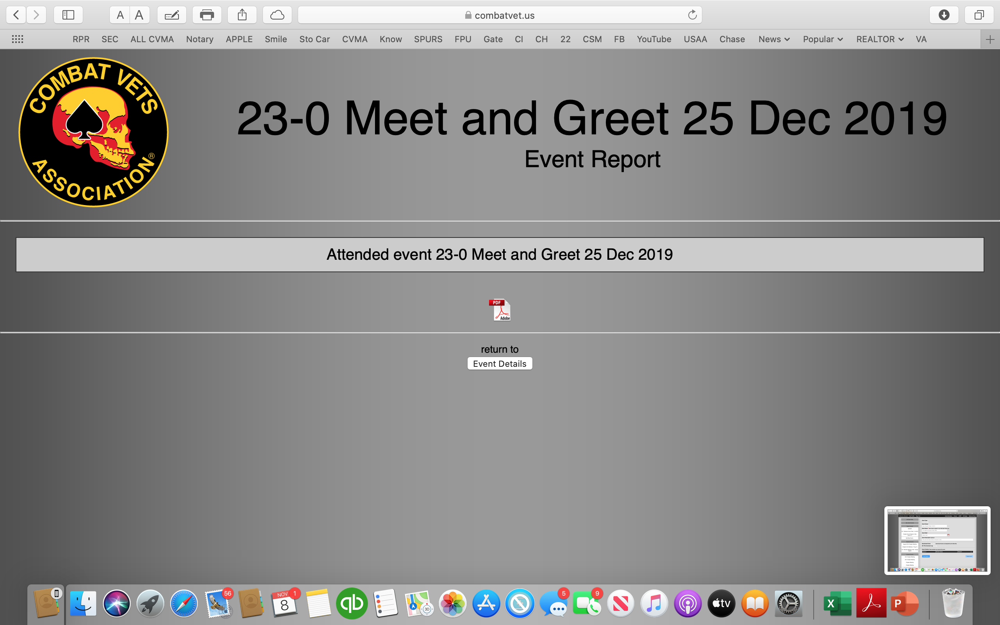 A A combatvet.us
RPR SEC ALL CVMA Notary APPLE Smile Sto Car CVMA Know SPURS FPU Gate CI CH 22 CSM FB YouTube USAA Chase News Popular REALTOR VA
COMBAT VETS
ASSOCIATION®
23-0 Meet and Greet 25 Dec 2019
Event Report
Attended event 23-0 Meet and Greet 25 Dec 2019
PDF
Adobe
return to
Event Details
56
NOV 1
8
qb
3D
5
9
tv
X
P